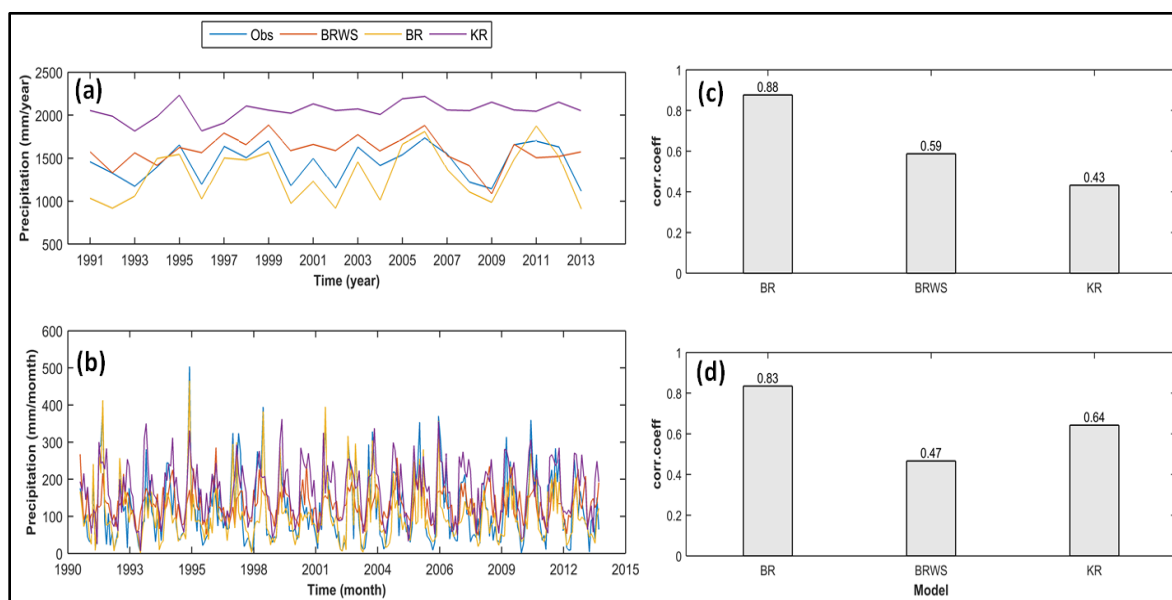 Obs BRWS BR KR
(a)
Precipitation (mm/year)
2500
2000
1500
1000
500
1991 1993 1995 1997 1999 2001 2003 2005 2007 2009 2011 2013
Time (year)
(b)
Precipitation (mm/momth)
600
500
400
300
200
100
0
1990 1993 1995 1998 2001 2004 2006 2009 2012 2015
Time (month)
(c)
corr.coeff
1
0.8
0.6
0.4
0.2
0
0.88
0.59
0.43
BR BRWS KR
(d)
corr.coeff
1
0.8
0.6
0.4
0.2
0
0.83
0.47
0.64
BR BRWS KR
Model